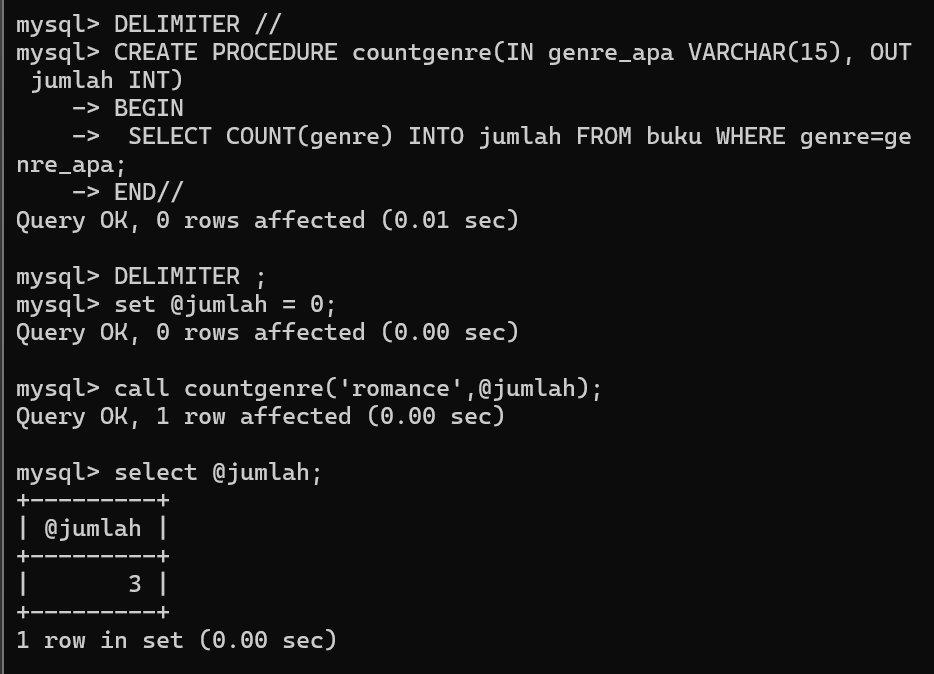 mysql> DELIMITER //
mysql> CREATE PROCEDURE countgenre(IN genre_apa VARCHAR(15), OUT
 jumlah INT)
    -> BEGIN
    ->  SELECT COUNT(genre) INTO jumlah FROM buku WHERE genre=ge
nre_apa;
    -> END//
Query OK, 0 rows affected (0.01 sec)

mysql> DELIMITER ;
mysql> set @jumlah = 0;
Query OK, 0 rows affected (0.00 sec)

mysql> call countgenre('romance',@jumlah);
Query OK, 1 row affected (0.00 sec)

mysql> select @jumlah;
+---------+
| @jumlah |
+---------+
|       3 |
+---------+
1 row in set (0.00 sec)